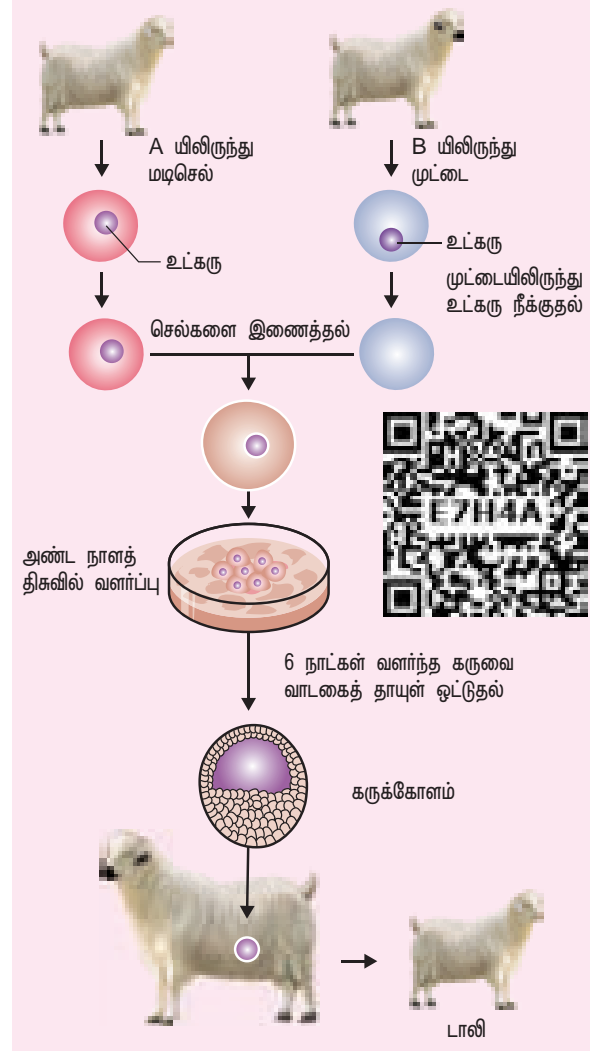 A யிலிருந்து
மடிசெல்
B யிலிருந்து
முட்டை
உட்கரு
உட்கரு
முட்டையிலிருந்து
உட்கரு நீக்குதல்
செல்களை இணைத்தல்
E7H4A
அண்ட நாளத்
திசுவில் வளர்ப்பு
6 நாட்கள் வளர்ந்த கருவை
வாடகைத் தாயுள் ஒட்டுதல்
கருக்கோளம்
டாலி